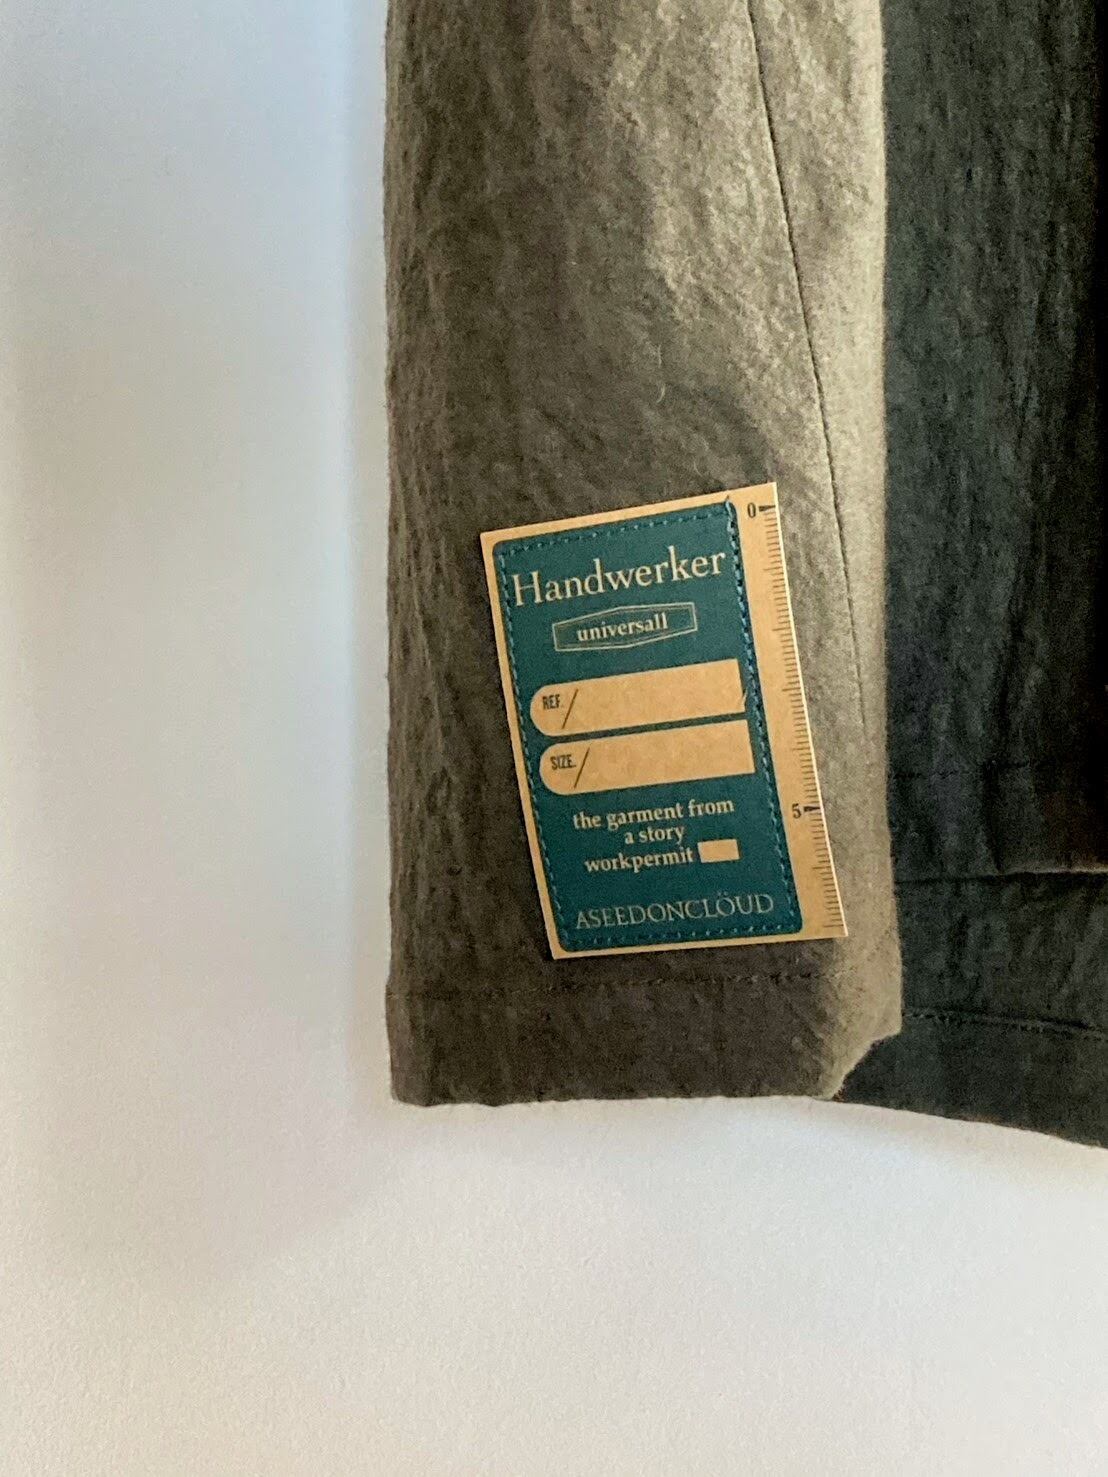 Handwerker
universall
REF. /
SIZE. /
the garment from
a story
workpermit
ASEEDONCLÖUD
0
5